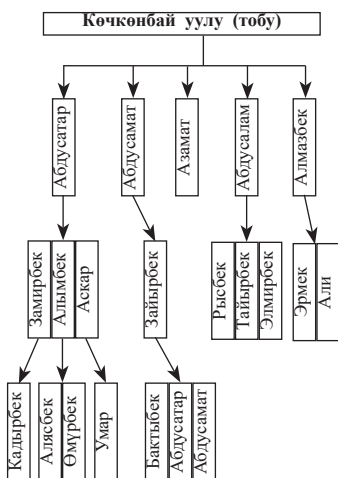 Көчкөнбай уулу (тобу)
Абдусатар
Абдусамат
Азамат
Абдусалам
Алмазбек
Замирбек
Алымбек
Аскар
Зайырбек
Рысбек
Тайырбек
Элмирбек
Эрмек
Али
Кадырбек
Алясбек
Өмүрбек
Умар
Бактыбек
Абдусатар
Абдусамат